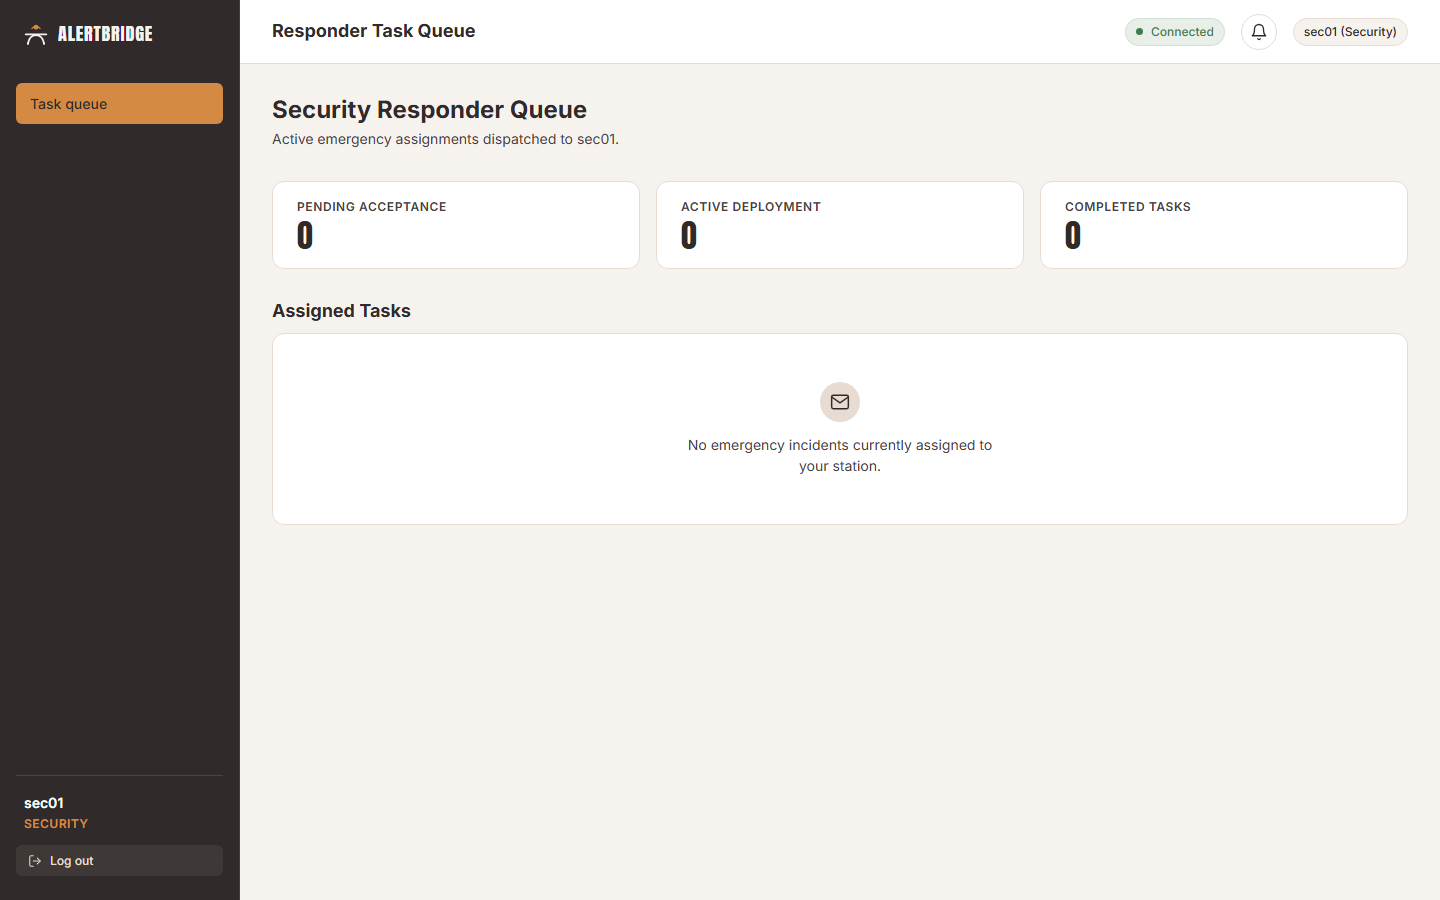 ALERTBRIDGE
Task queue
sec01
SECURITY
Log out
Responder Task Queue
Connected
sec01 (Security)
Security Responder Queue
Active emergency assignments dispatched to sec01.
PENDING ACCEPTANCE
0
ACTIVE DEPLOYMENT
0
COMPLETED TASKS
0
Assigned Tasks
No emergency incidents currently assigned to
your station.